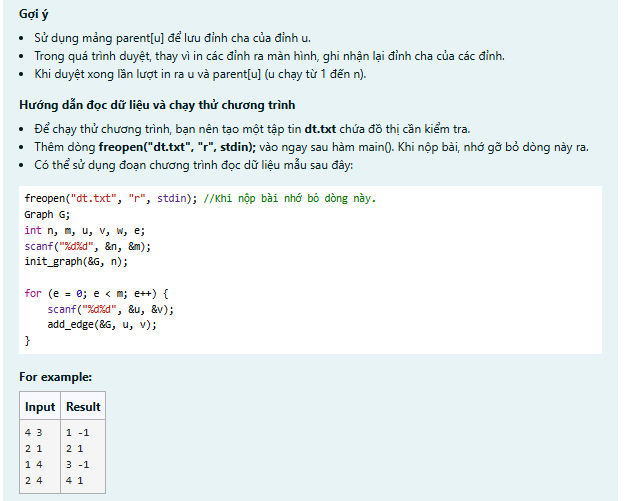 Gợi ý
• Sử dụng mảng parent[u] để lưu đỉnh cha của đỉnh u.
• Trong quá trình duyệt, thay vì in các đỉnh ra màn hình, ghi nhận lại đỉnh cha của các đỉnh.
• Khi duyệt xong lần lượt in ra u và parent[u] (u chạy từ 1 đến n).
Hướng dẫn đọc dữ liệu và chạy thử chương trình
• Để chạy thử chương trình, bạn nên tạo một tập tin dt.txt chứa đồ thị cần kiểm tra.
• Thêm dòng freopen("dt.txt", "r", stdin); vào ngay sau hàm main(). Khi nộp bài, nhớ gỡ bỏ dòng này ra.
• Có thể sử dụng đoạn chương trình đọc dữ liệu mẫu sau đây:
freopen("dt.txt", "r", stdin); //Khi nộp bài nhớ bỏ dòng này.
Graph G;
int n, m, u, v, w, e;
scanf("%d%d", &n, &m);
init_graph(&G, n);
for (e = 0; e < m; e++) {
    scanf("%d%d", &u, &v);
    add_edge(&G, u, v);
}
For example:
Input Result
4 3 1 -1
2 1 2 1
1 4 3 -1
2 4 4 1